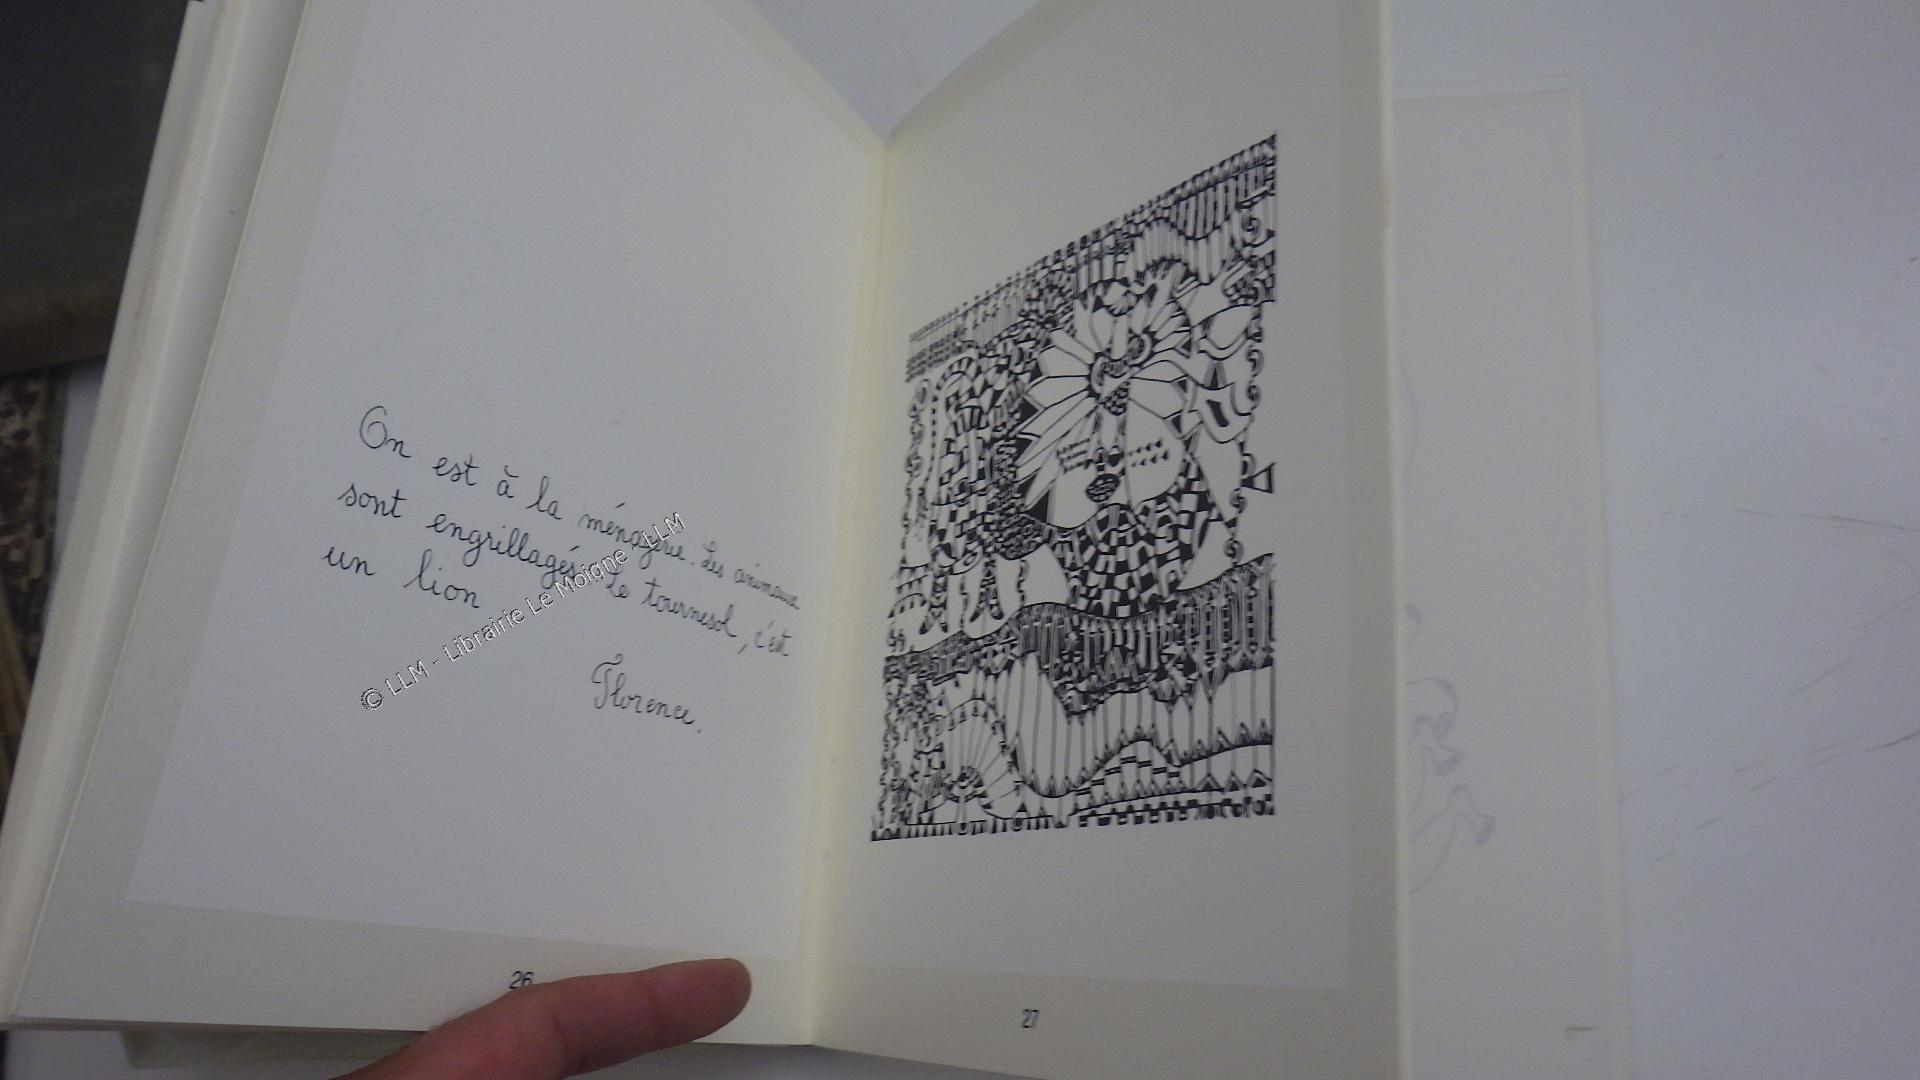 On est à la ménagerie. Les animaux
sont engrillagés. Le tournesol, c'est
un lion
Florence.
© LLM - Librairie Le Moigne - LLM
26
27